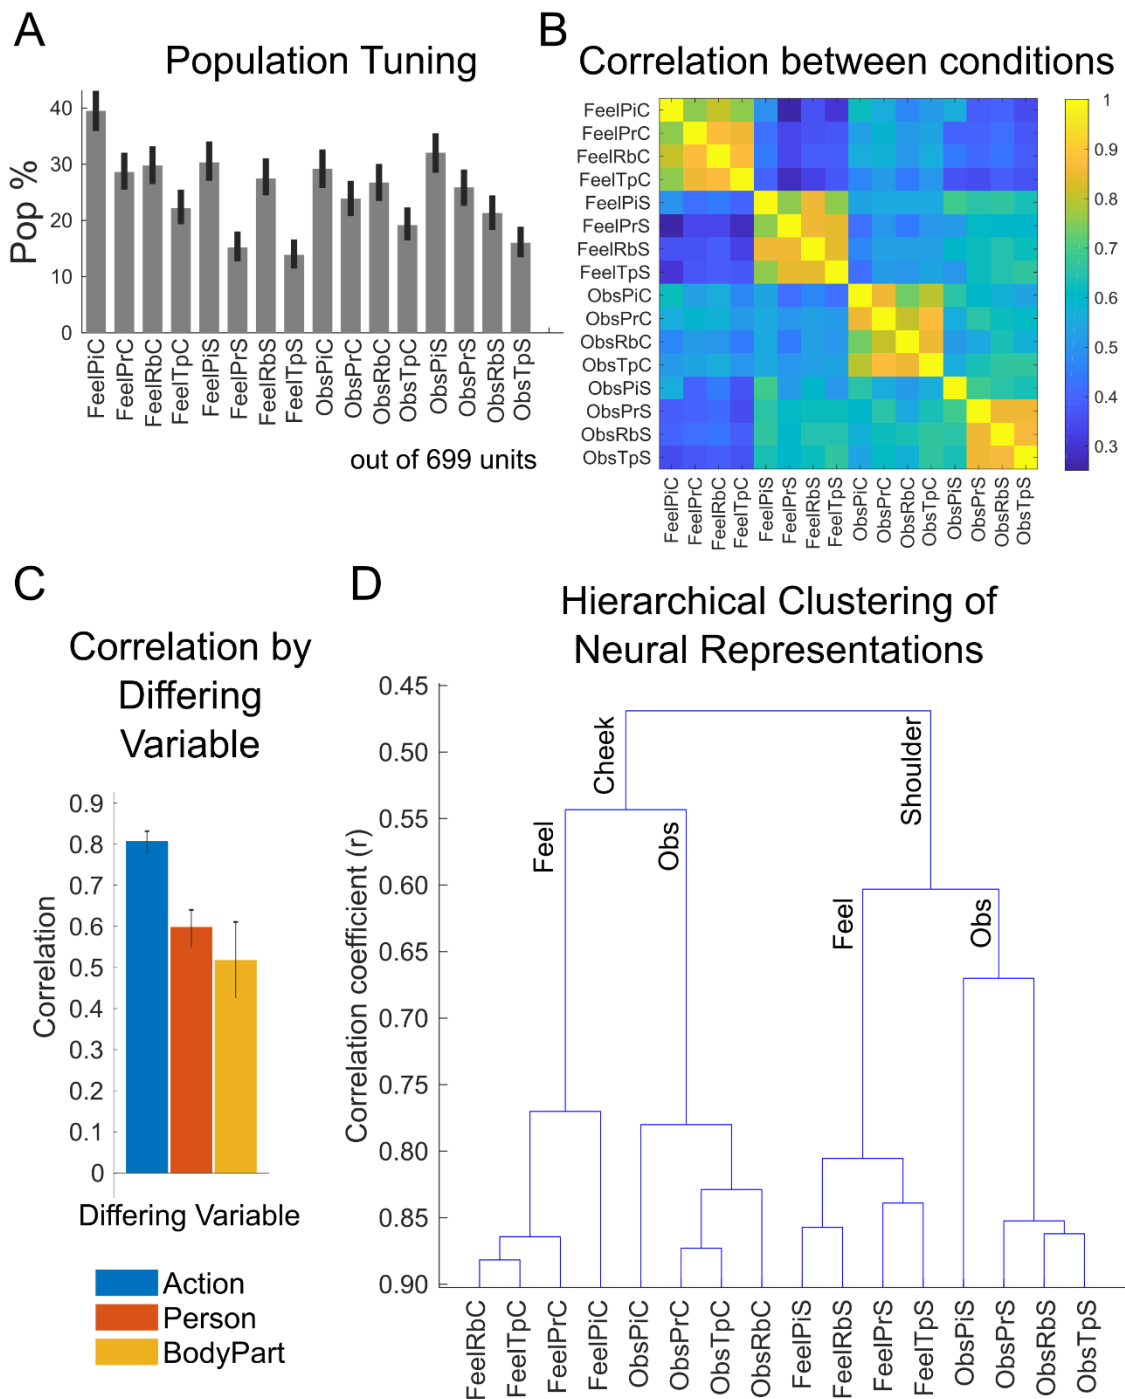 A
Population Tuning
Pop %
40
30
20
10
0
FeelPiC
FeelPrC
FeelRbC
FeelTpC
FeelPiS
FeelPrS
FeelRbS
FeelTpS
ObsPiC
ObsPrC
ObsRbC
ObsTpC
ObsPiS
ObsPrS
ObsRbS
ObsTpS
out of 699 units
B
Correlation between conditions
FeelPiC
FeelPrC
FeelRbC
FeelTpC
FeelPiS
FeelPrS
FeelRbS
FeelTpS
ObsPiC
ObsPrC
ObsRbC
ObsTpC
ObsPiS
ObsPrS
ObsRbS
ObsTpS
FeelPiC
FeelPrC
FeelRbC
FeelTpC
FeelPiS
FeelPrS
FeelRbS
FeelTpS
ObsPiC
ObsPrC
ObsRbC
ObsTpC
ObsPiS
ObsPrS
ObsRbS
ObsTpS
1
0.9
0.8
0.7
0.6
0.5
0.4
0.3
C
Correlation by
Differing
Variable
Correlation
0.9
0.8
0.7
0.6
0.5
0.4
0.3
0.2
0.1
0
Differing Variable
Action
Person
BodyPart
D
Hierarchical Clustering of
Neural Representations
Correlation coefficient (r)
0.45
0.50
0.55
0.60
0.65
0.70
0.75
0.80
0.85
0.90
Cheek
Shoulder
Feel
Obs
Feel
Obs
FeelRbC
FeelTpC
FeelPrC
FeelPiC
ObsPiC
ObsPrC
ObsTpC
ObsRbC
FeelPiS
FeelRbS
FeelPrS
FeelTpS
ObsPiS
ObsPrS
ObsRbS
ObsTpS